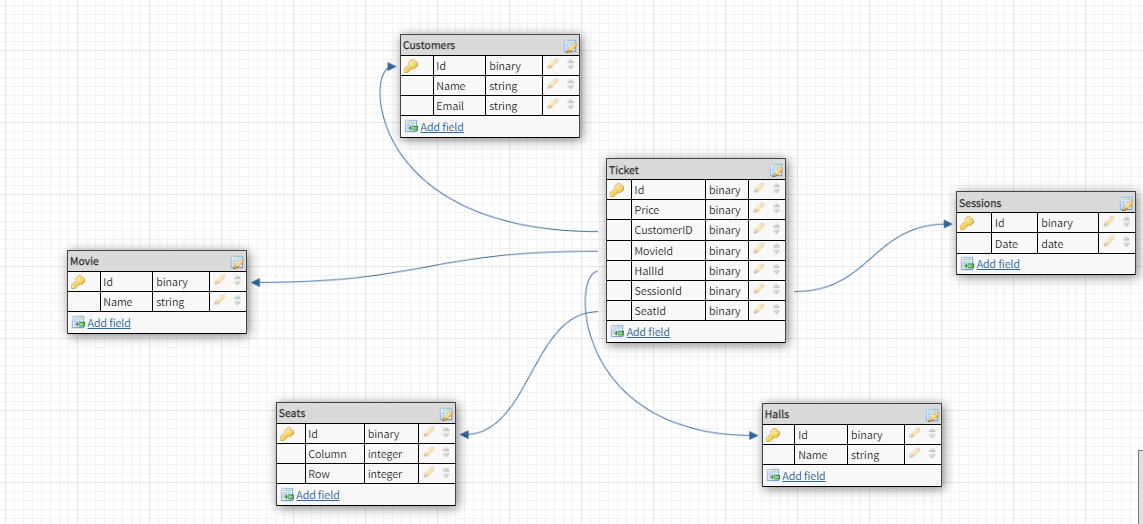 Customers
Id binary
Name string
Email string
Add field
Ticket
Id binary
Price binary
CustomerID binary
MovieId binary
HallId binary
SessionId binary
SeatId binary
Add field
Sessions
Id binary
Date date
Add field
Movie
Id binary
Name string
Add field
Seats
Id binary
Column integer
Row integer
Add field
Halls
Id binary
Name string
Add field